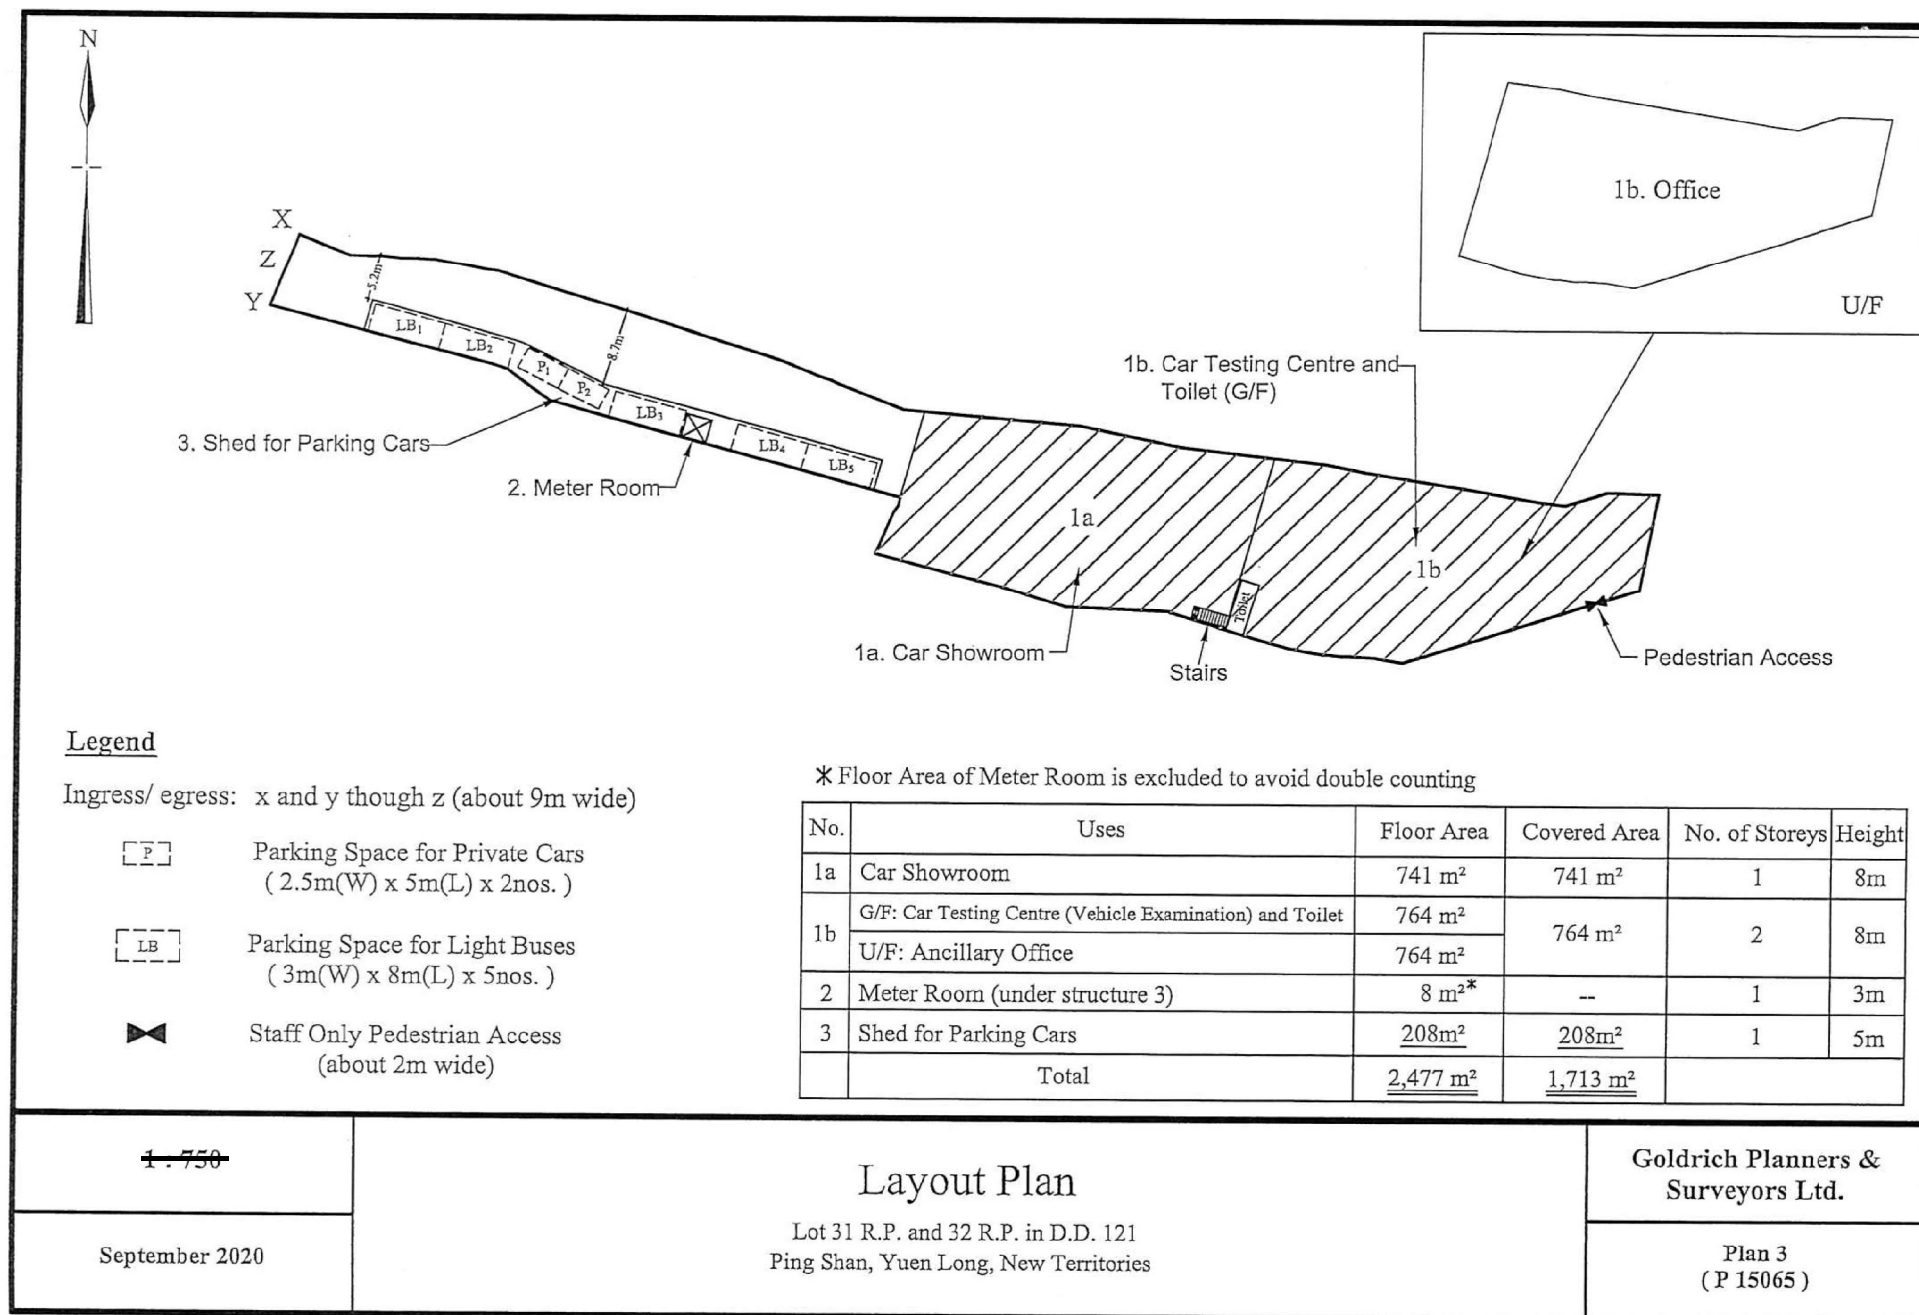 N
1b. Office
U/F
X
Z
Y
5.2m
8.7m
LB1
LB2
P1
P2
LB3
LB4
LB5
3. Shed for Parking Cars
2. Meter Room
1b. Car Testing Centre and
Toilet (G/F)
1a
1b
Toilet
1a. Car Showroom
Stairs
Pedestrian Access
Legend
Ingress/ egress: x and y though z (about 9m wide)
P Parking Space for Private Cars
( 2.5m(W) x 5m(L) x 2nos. )
LB Parking Space for Light Buses
( 3m(W) x 8m(L) x 5nos. )
Staff Only Pedestrian Access
(about 2m wide)
* Floor Area of Meter Room is excluded to avoid double counting
No. Uses Floor Area Covered Area No. of Storeys Height
1a Car Showroom 741 m² 741 m² 1 8m
1b G/F: Car Testing Centre (Vehicle Examination) and Toilet 764 m² 764 m² 2 8m
U/F: Ancillary Office 764 m²
2 Meter Room (under structure 3) 8 m²* -- 1 3m
3 Shed for Parking Cars 208m² 208m² 1 5m
Total 2,477 m² 1,713 m²
1 : 750
September 2020
Layout Plan
Lot 31 R.P. and 32 R.P. in D.D. 121
Ping Shan, Yuen Long, New Territories
Goldrich Planners &
Surveyors Ltd.
Plan 3
( P 15065 )